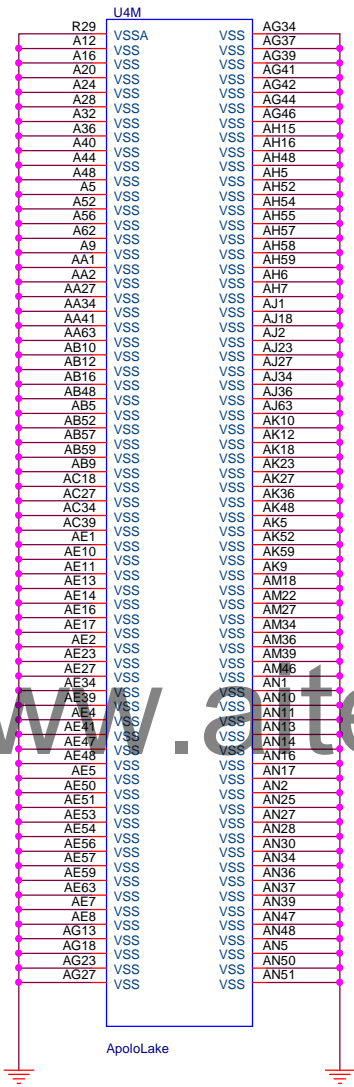 U4M
R29 VSSA VSS AG34
A12 VSS VSS AG37
A16 VSS VSS AG39
A20 VSS VSS AG41
A24 VSS VSS AG42
A28 VSS VSS AG44
A32 VSS VSS AG46
A36 VSS VSS AH15
A40 VSS VSS AH16
A44 VSS VSS AH48
A48 VSS VSS AH5
A5 VSS VSS AH52
A52 VSS VSS AH54
A56 VSS VSS AH55
A62 VSS VSS AH57
A9 VSS VSS AH58
AA1 VSS VSS AH59
AA2 VSS VSS AH6
AA27 VSS VSS AH7
AA34 VSS VSS AJ1
AA41 VSS VSS AJ18
AA63 VSS VSS AJ2
AB10 VSS VSS AJ23
AB12 VSS VSS AJ27
AB16 VSS VSS AJ34
AB48 VSS VSS AJ36
AB5 VSS VSS AJ63
AB52 VSS VSS AK10
AB57 VSS VSS AK12
AB59 VSS VSS AK18
AB9 VSS VSS AK23
AC18 VSS VSS AK27
AC27 VSS VSS AK36
AC34 VSS VSS AK48
AC39 VSS VSS AK5
AE1 VSS VSS AK52
AE10 VSS VSS AK59
AE11 VSS VSS AK9
AE13 VSS VSS AM18
AE14 VSS VSS AM22
AE16 VSS VSS AM27
AE17 VSS VSS AM34
AE2 VSS VSS AM36
AE23 VSS VSS AM39
AE27 VSS VSS AM46
AE34 VSS VSS AN1
AE39 VSS VSS AN10
AE4 VSS VSS AN11
AE41 VSS VSS AN13
AE47 VSS VSS AN14
AE48 VSS VSS AN16
AE5 VSS VSS AN17
AE50 VSS VSS AN2
AE51 VSS VSS AN25
AE53 VSS VSS AN27
AE54 VSS VSS AN28
AE56 VSS VSS AN30
AE57 VSS VSS AN34
AE59 VSS VSS AN36
AE63 VSS VSS AN37
AE7 VSS VSS AN39
AE8 VSS VSS AN47
AG13 VSS VSS AN48
AG18 VSS VSS AN5
AG23 VSS VSS AN50
AG27 VSS VSS AN51
ApoloLake